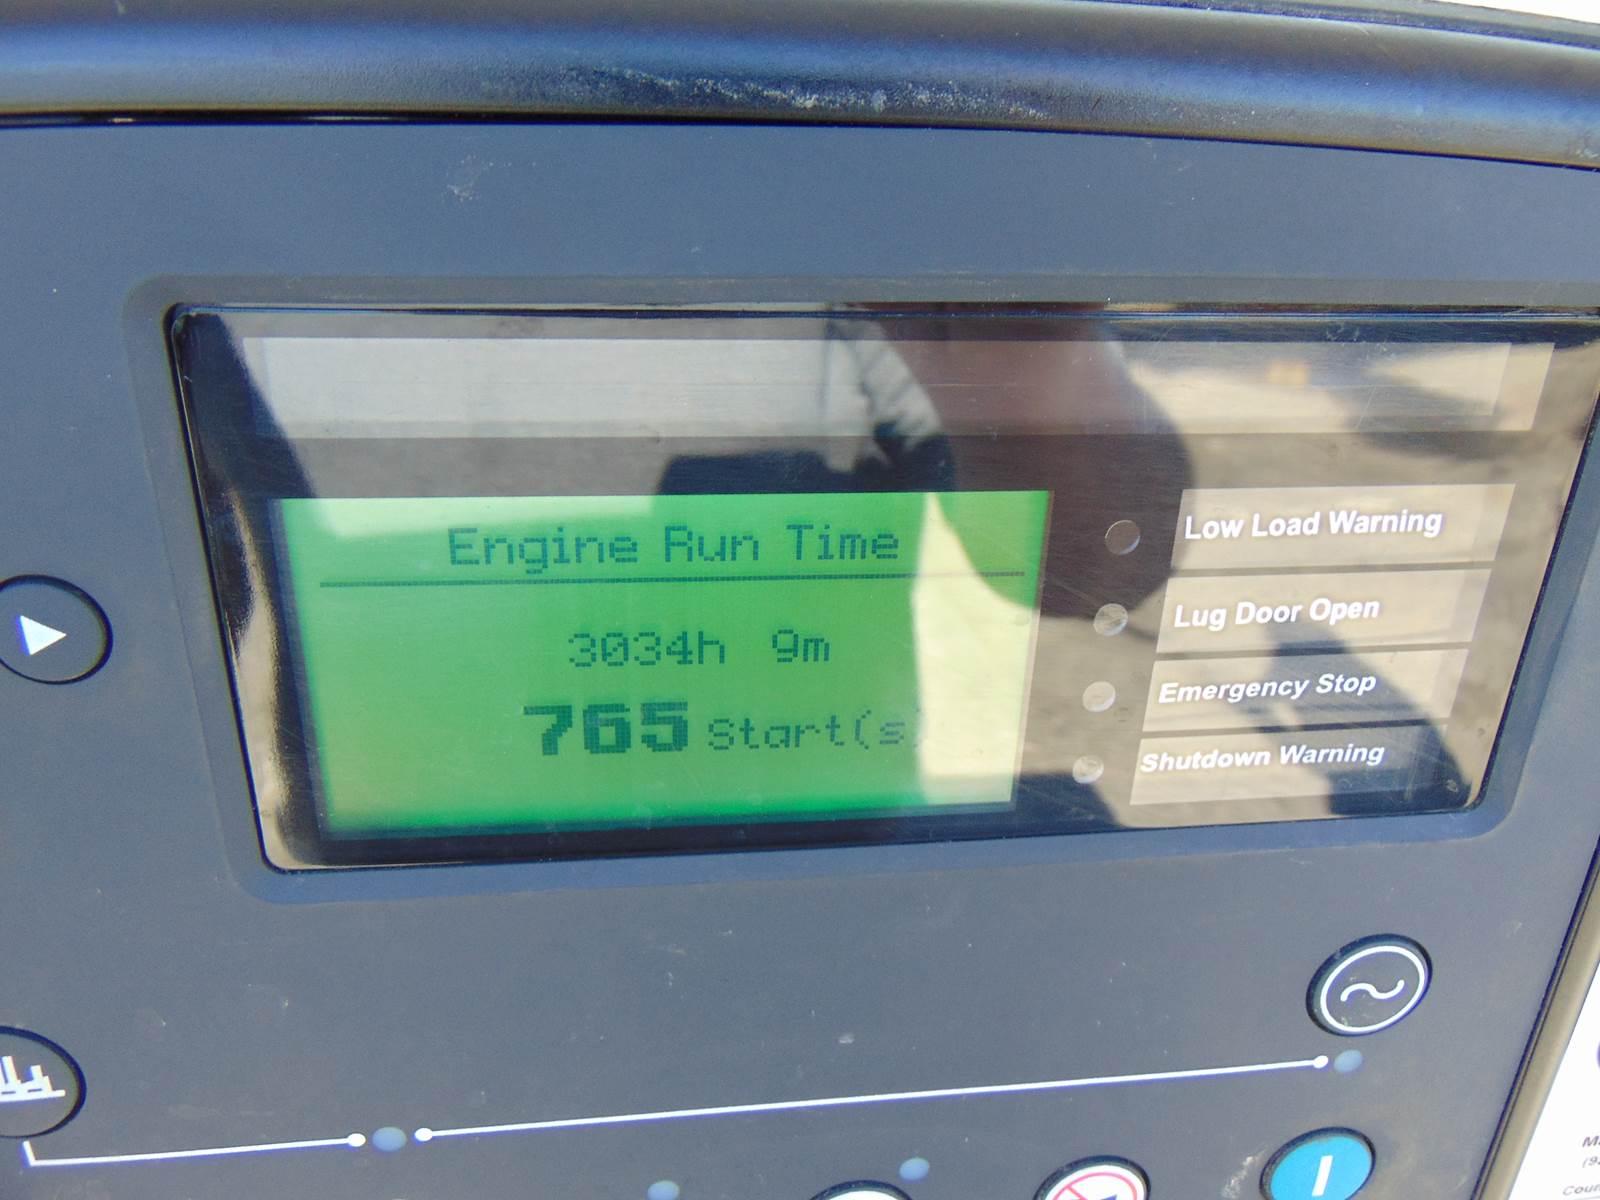 Engine Run Time
3034h 9m
765 Start(s)
Low Load Warning
Lug Door Open
Emergency Stop
Shutdown Warning